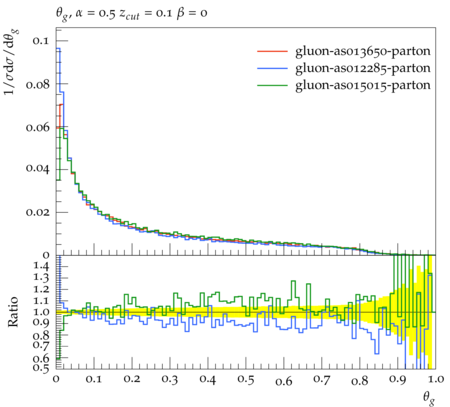 θg, α = 0.5 zcut = 0.1 β = 0
1/σdσ/dθg
0.1
0.08
0.06
0.04
0.02
0
gluon-as013650-parton
gluon-as012285-parton
gluon-as015015-parton
Ratio
1.4
1.3
1.2
1.1
1.0
0.9
0.8
0.7
0.6
0.5
0 0.1 0.2 0.3 0.4 0.5 0.6 0.7 0.8 0.9 1.0
θg